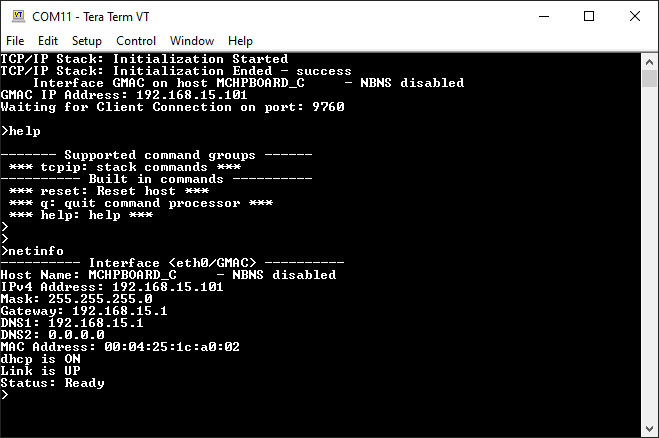 COM11 - Tera Term VT
File Edit Setup Control Window Help
TCP/IP Stack: Initialization Started
TCP/IP Stack: Initialization Ended - success
    Interface GMAC on host MCHPBOARD_C     - NBNS disabled
GMAC IP Address: 192.168.15.101
Waiting for Client Connection on port: 9760
>help
------- Supported command groups ------
 *** tcpip: stack commands ***
---------- Built in commands ----------
 *** reset: Reset host ***
 *** q: quit command processor ***
 *** help: help ***
>
>
>netinfo
---------- Interface <eth0/GMAC> ----------
Host Name: MCHPBOARD_C     - NBNS disabled
IPv4 Address: 192.168.15.101
Mask: 255.255.255.0
Gateway: 192.168.15.1
DNS1: 192.168.15.1
DNS2: 0.0.0.0
MAC Address: 00:04:25:1c:a0:02
dhcp is ON
Link is UP
Status: Ready
>